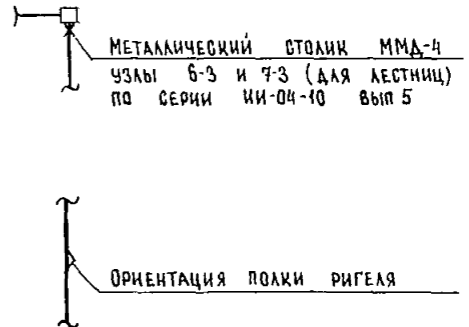 МЕТАЛЛИЧЕСКИЙ СТОЛИК ММД-4
УЗЛЫ 6-3 И 7-3 (ДЛЯ ЛЕСТНИЦ)
ПО СЕРИИ ИИ-04-10 ВЫП 5
ОРИЕНТАЦИЯ ПОЛКИ РИГЕЛЯ